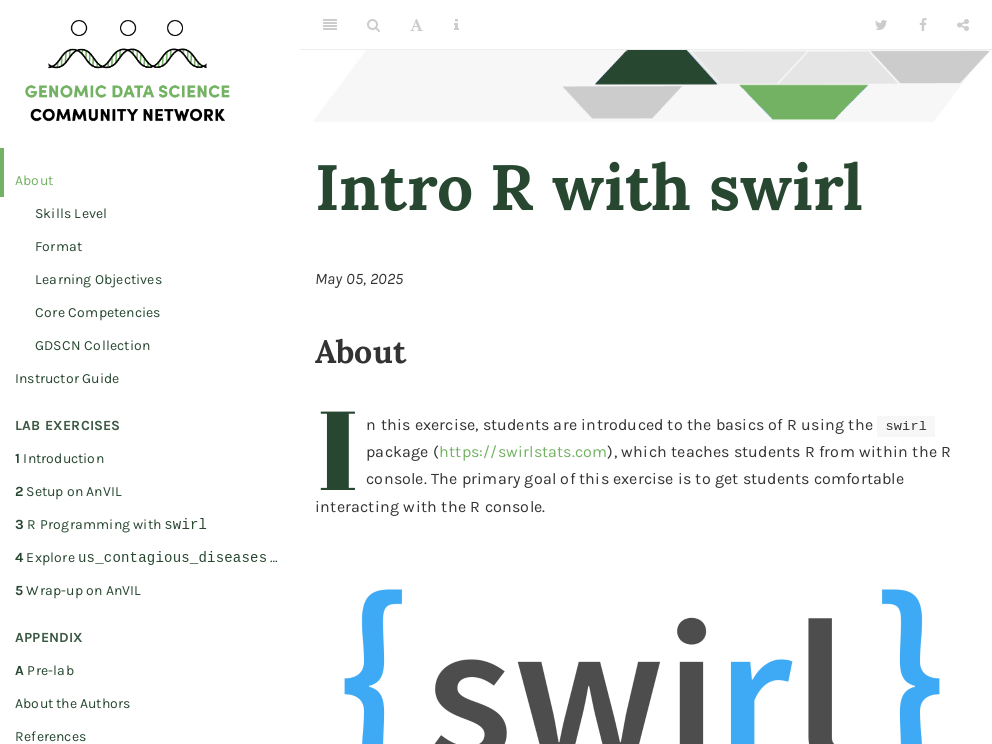 GENOMIC DATA SCIENCE
COMMUNITY NETWORK
About
Skills Level
Format
Learning Objectives
Core Competencies
GDSCN Collection
Instructor Guide
LAB EXERCISES
1 Introduction
2 Setup on AnVIL
3 R Programming with swirl
4 Explore us_contagious_diseases ...
5 Wrap-up on AnVIL
APPENDIX
A Pre-lab
About the Authors
References
A
i
Intro R with swirl
May 05, 2025
About
In this exercise, students are introduced to the basics of R using the swirl
package (https://swirlstats.com), which teaches students R from within the R
console. The primary goal of this exercise is to get students comfortable
interacting with the R console.
{swirl}